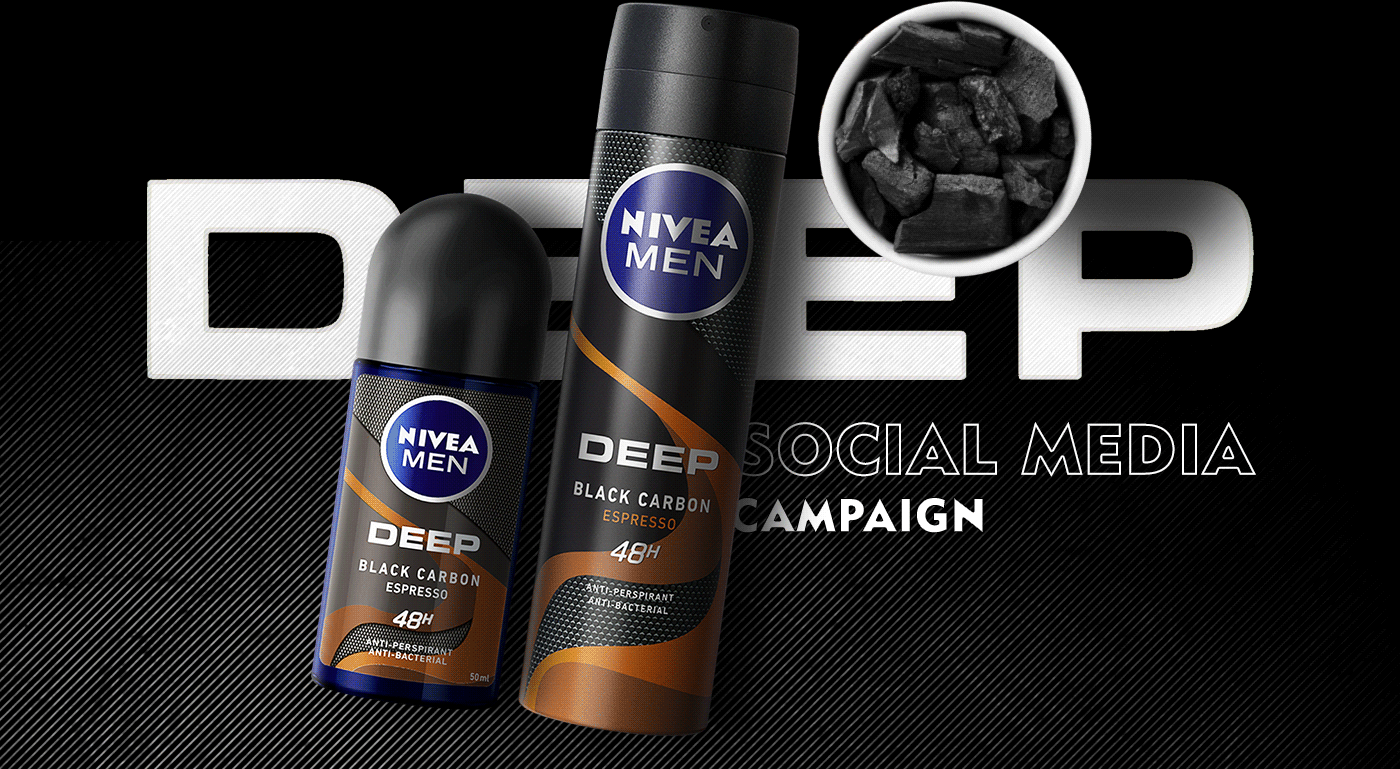 DEEP
SOCIAL MEDIA
CAMPAIGN
NIVEA
MEN
DEEP
BLACK CARBON
ESPRESSO
48H
ANTI-PERSPIRANT
ANTI-BACTERIAL
50ml
NIVEA
MEN
DEEP
BLACK CARBON
ESPRESSO
48H
ANTI-PERSPIRANT
ANTI-BACTERIAL